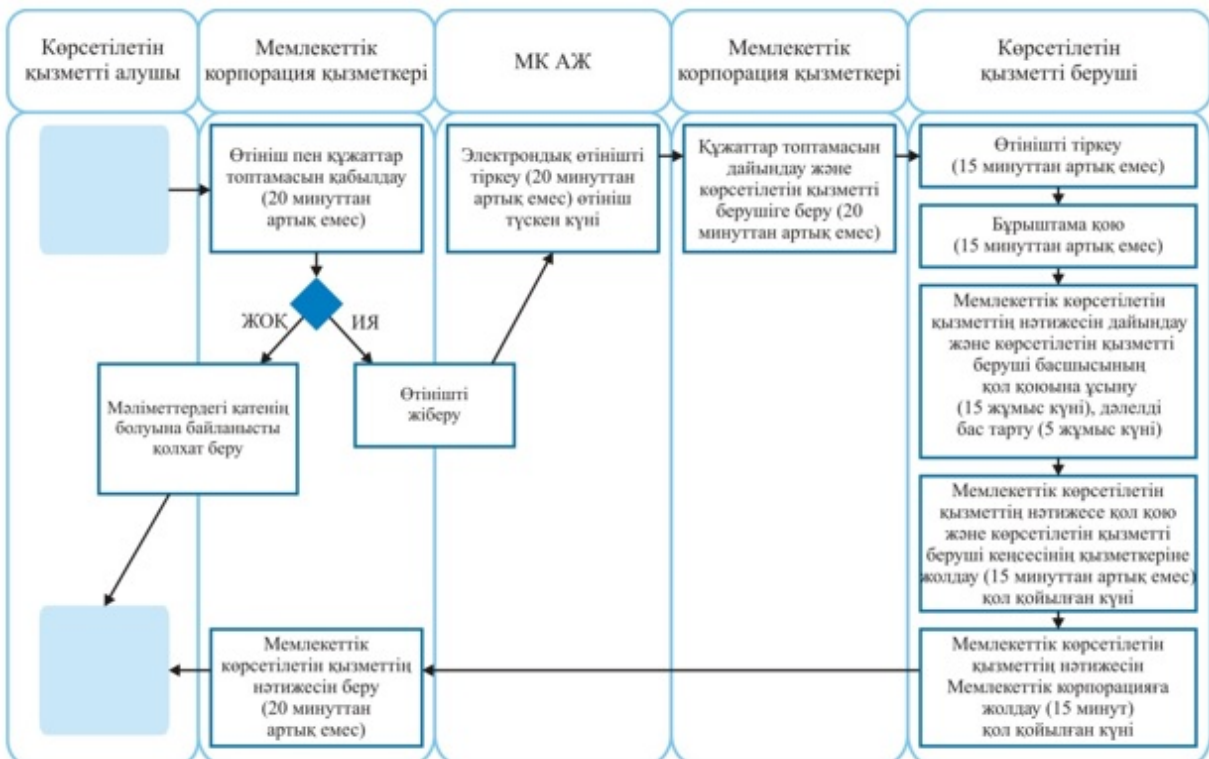 Көрсетілетін
қызметті алушы
Мемлекеттік
корпорация қызметкері
МК АЖ
Мемлекеттік
корпорация қызметкері
Көрсетілетін
қызметті беруші
Өтініш пен құжаттар
топтамасын қабылдау
(20 минуттан
артық емес)
ЖОҚ
ИЯ
Мәліметтердегі қатенің
болуына байланысты
қолхат беру
Өтінішті
жіберу
Электрондық өтінішті
тіркеу (20 минуттан
артық емес) өтініш
түскен күні
Құжаттар топтамасын
дайындау және
көрсетілетін қызметті
берушіге беру (20
минуттан артық емес)
Өтінішті тіркеу
(15 минуттан артық емес)
Бұрыштама қою
(15 минуттан артық емес)
Мемлекеттік көрсетілетін
қызметтің нәтижесін дайындау
және көрсетілетін қызметті
беруші басшысының
қол қоюына ұсыну
(15 жұмыс күні), дәлелді
бас тарту (5 жұмыс күні)
Мемлекеттік көрсетілетін
қызметтің нәтижесе қол қою
және көрсетілетін қызметті
беруші кеңсесінің қызметкеріне
жолдау (15 минуттан артық емес)
қол қойылған күні
Мемлекеттік көрсетілетін
қызметтің нәтижесін
Мемлекеттік корпорацияға
жолдау (15 минут)
қол қойылған күні
Мемлекеттік
көрсетілетін қызметтің
нәтижесін беру
(20 минуттан
артық емес)